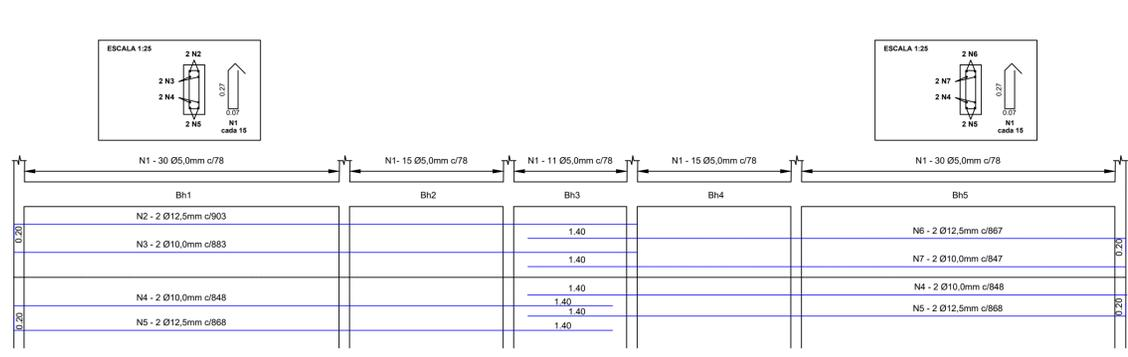 ESCALA 1:25
2 N2
2 N3
2 N4
2 N5
0.27
0.07
N1
cada 15
ESCALA 1:25
2 N6
2 N7
2 N4
2 N5
0.27
0.07
N1
cada 15
N1 - 30 Ø5,0mm c/78
N1- 15 Ø5,0mm c/78
N1 - 11 Ø5,0mm c/78
N1 - 15 Ø5,0mm c/78
N1 - 30 Ø5,0mm c/78
Bh1
Bh2
Bh3
Bh4
Bh5
N2 - 2 Ø12,5mm c/903
0.20
1.40
N6 - 2 Ø12,5mm c/867
N3 - 2 Ø10,0mm c/883
0.20
1.40
N7 - 2 Ø10,0mm c/847
1.40
N4 - 2 Ø10,0mm c/848
N4 - 2 Ø10,0mm c/848
1.40
1.40
N5 - 2 Ø12,5mm c/868
0.20
0.20
N5 - 2 Ø12,5mm c/868
1.40